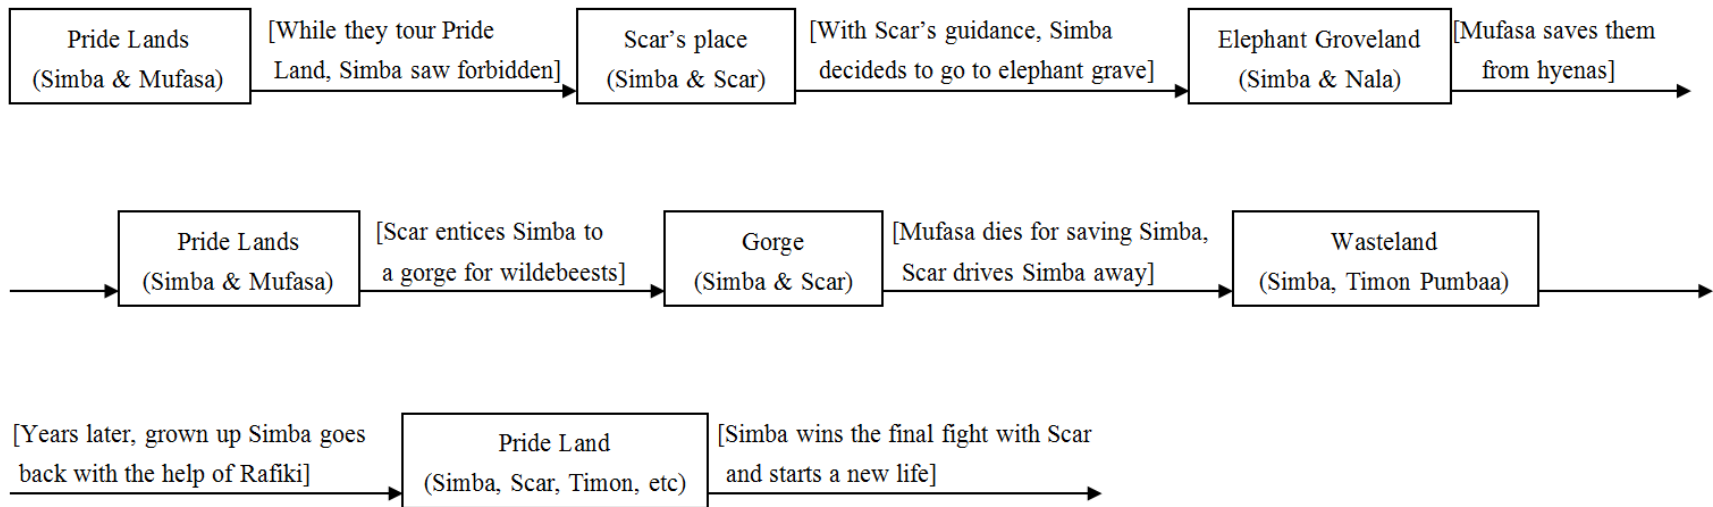 Pride Lands
(Simba & Mufasa)
[While they tour Pride
Land, Simba saw forbidden]
Scar’s place
(Simba & Scar)
[With Scar’s guidance, Simba
decideds to go to elephant grave]
Elephant Groveland
(Simba & Nala)
[Mufasa saves them
from hyenas]
Pride Lands
(Simba & Mufasa)
[Scar entices Simba to
a gorge for wildebeests]
Gorge
(Simba & Scar)
[Mufasa dies for saving Simba,
Scar drives Simba away]
Wasteland
(Simba, Timon Pumbaa)
[Years later, grown up Simba goes
back with the help of Rafiki]
Pride Land
(Simba, Scar, Timon, etc)
[Simba wins the final fight with Scar
and starts a new life]